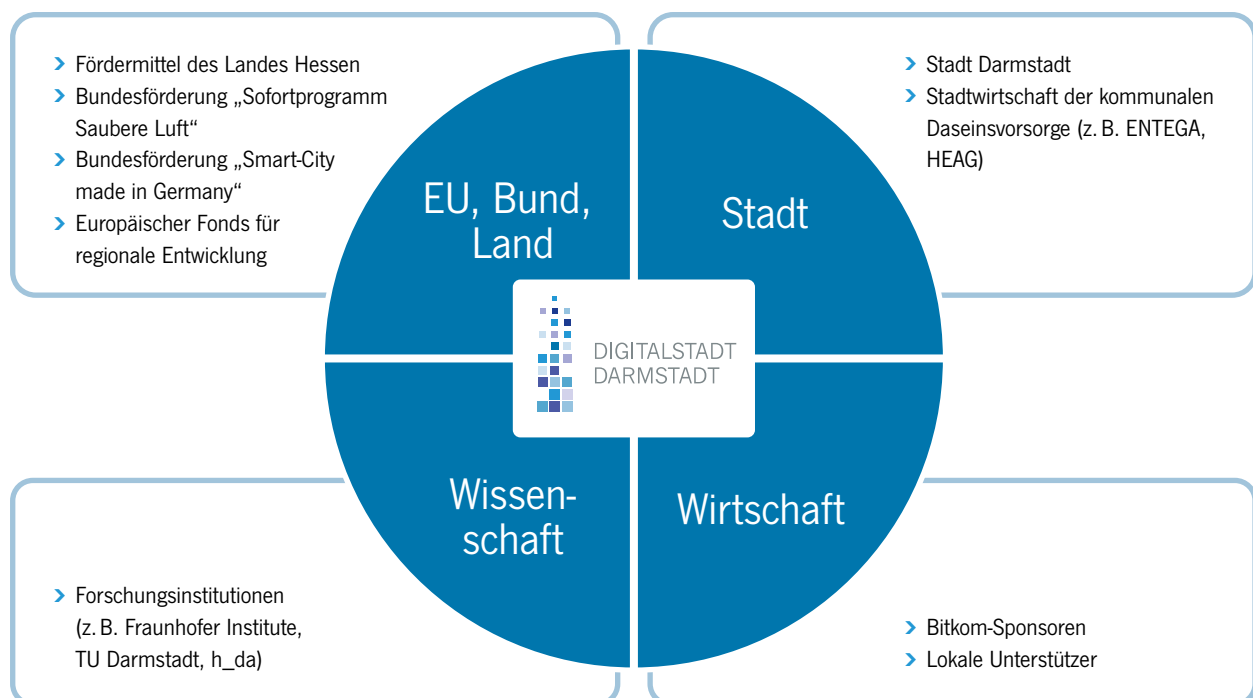 › Fördermittel des Landes Hessen
› Bundesförderung „Sofortprogramm
Saubere Luft“
› Bundesförderung „Smart-City
made in Germany“
› Europäischer Fonds für
regionale Entwicklung
› Stadt Darmstadt
› Stadtwirtschaft der kommunalen
Daseinsvorsorge (z. B. ENTEGA,
HEAG)
EU, Bund,
Land
Stadt
DIGITALSTADT
DARMSTADT
Wissen-
schaft
Wirtschaft
› Forschungsinstitutionen
(z. B. Fraunhofer Institute,
TU Darmstadt, h_da)
› Bitkom-Sponsoren
› Lokale Unterstützer